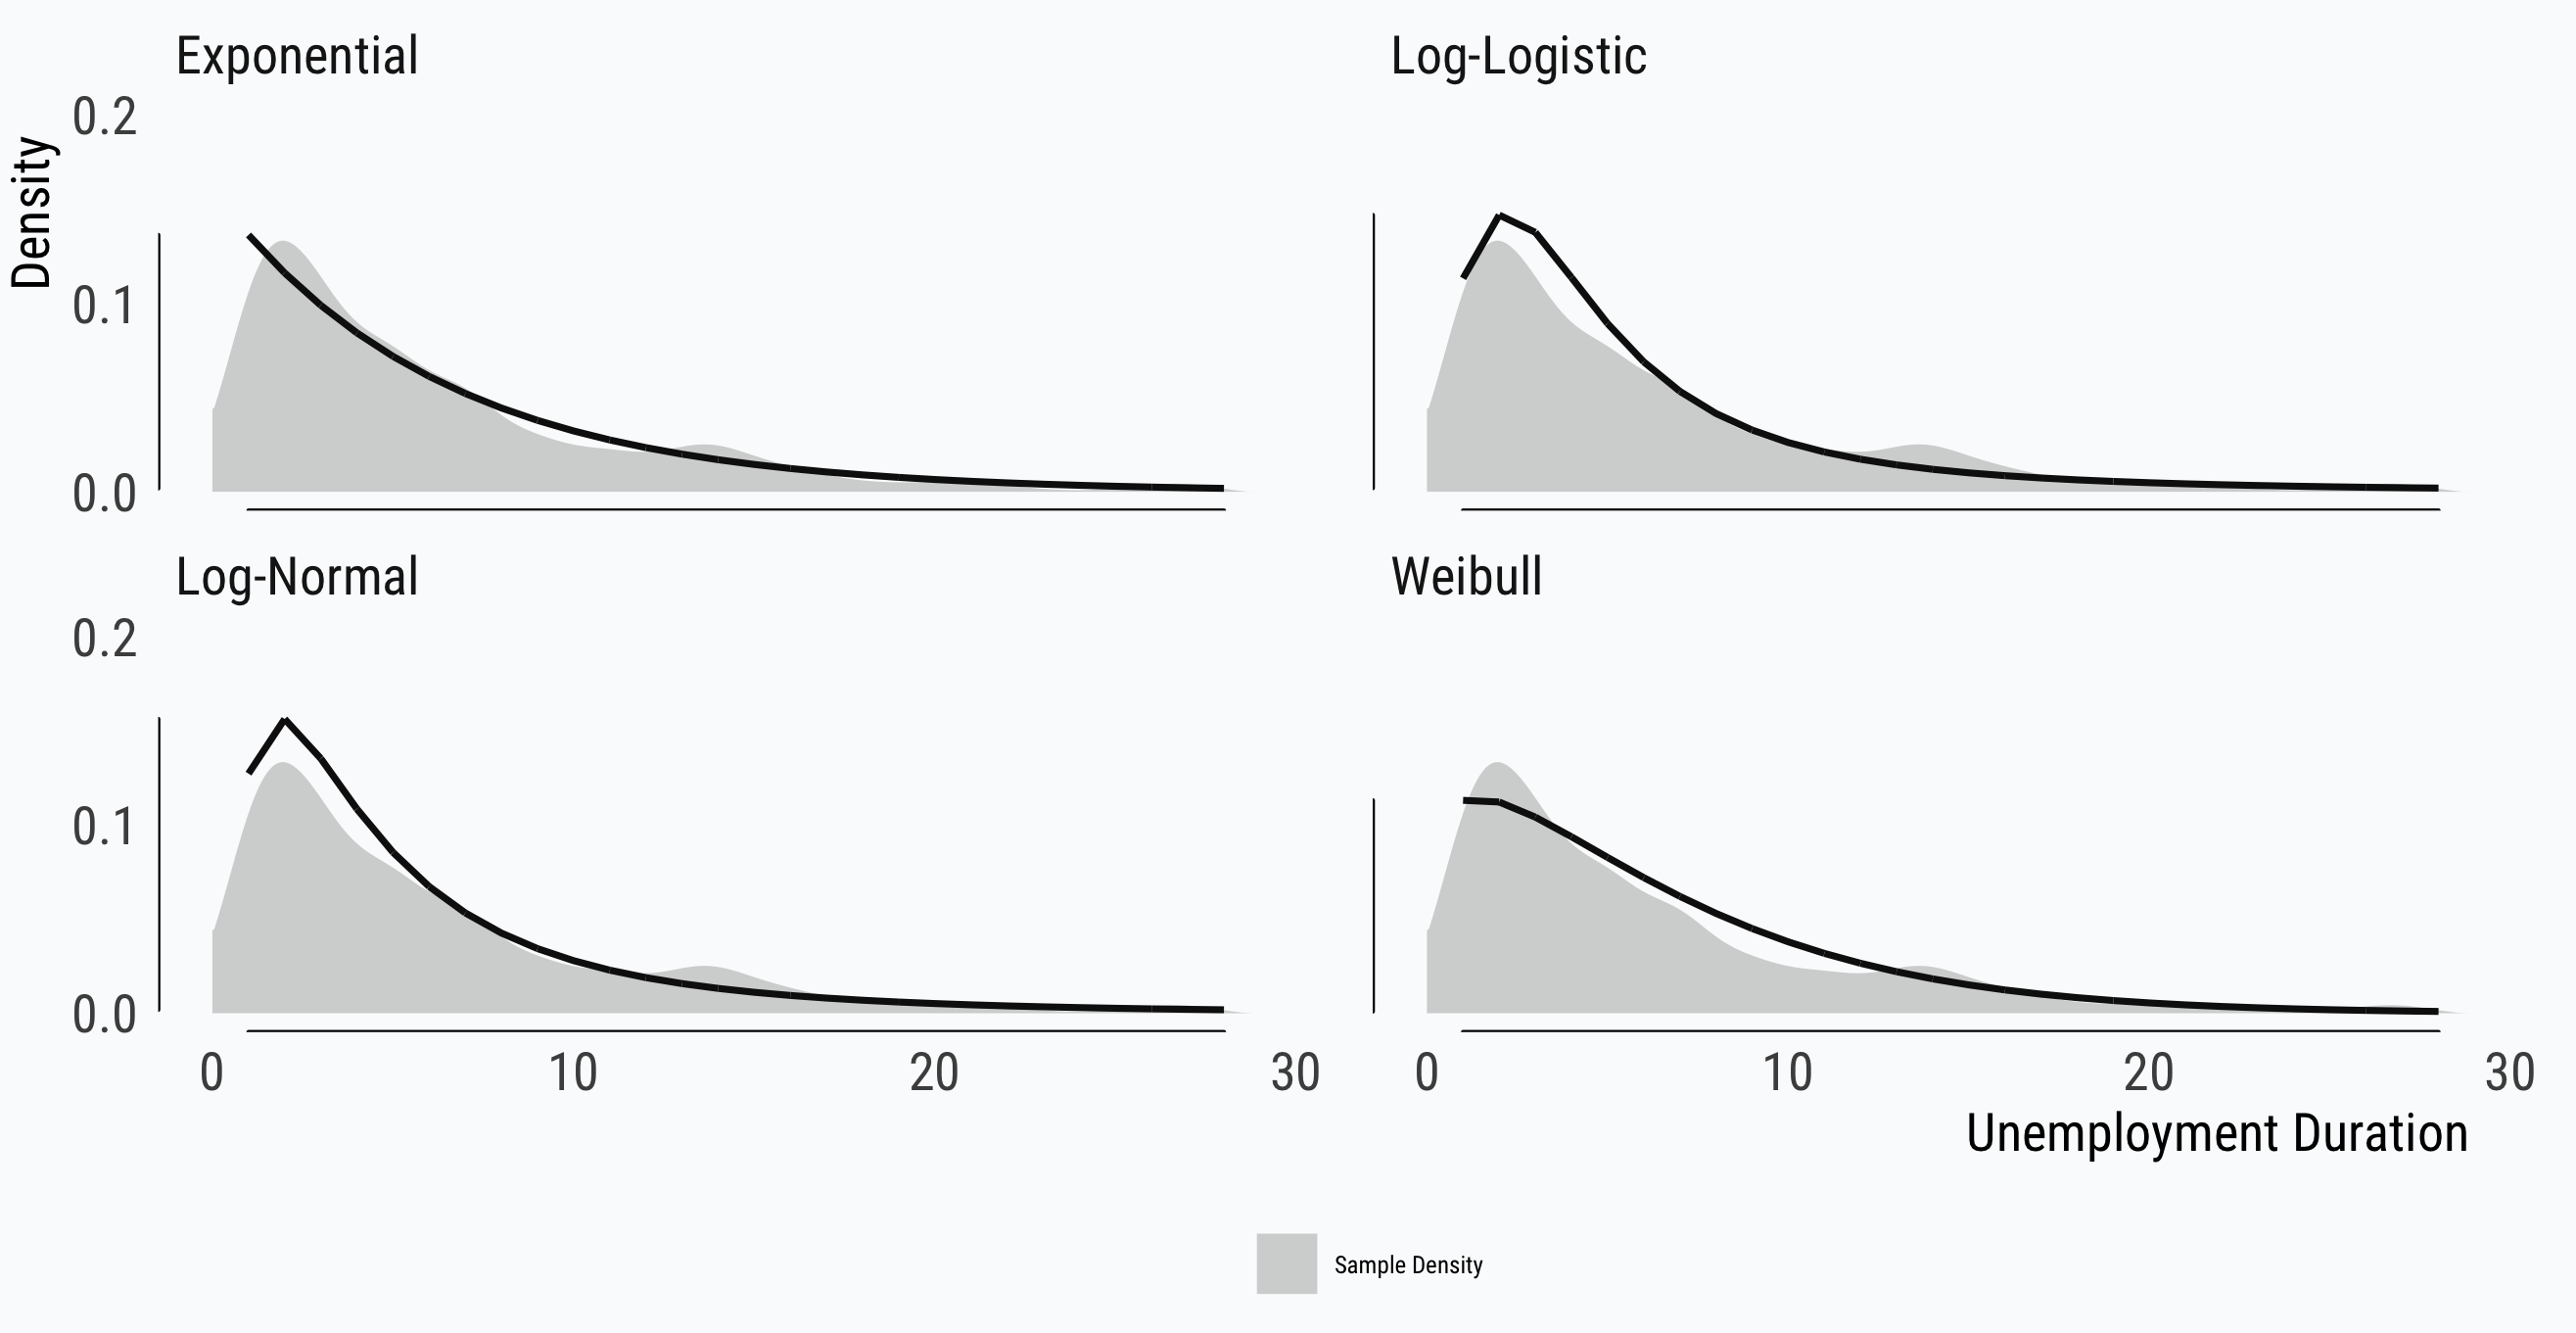 Exponential
Log-Logistic
Density
0.2
0.1
0.0
Log-Normal
Weibull
0.2
0.1
0.0
0 10 20 30 0 10 20 30
Unemployment Duration
Sample Density